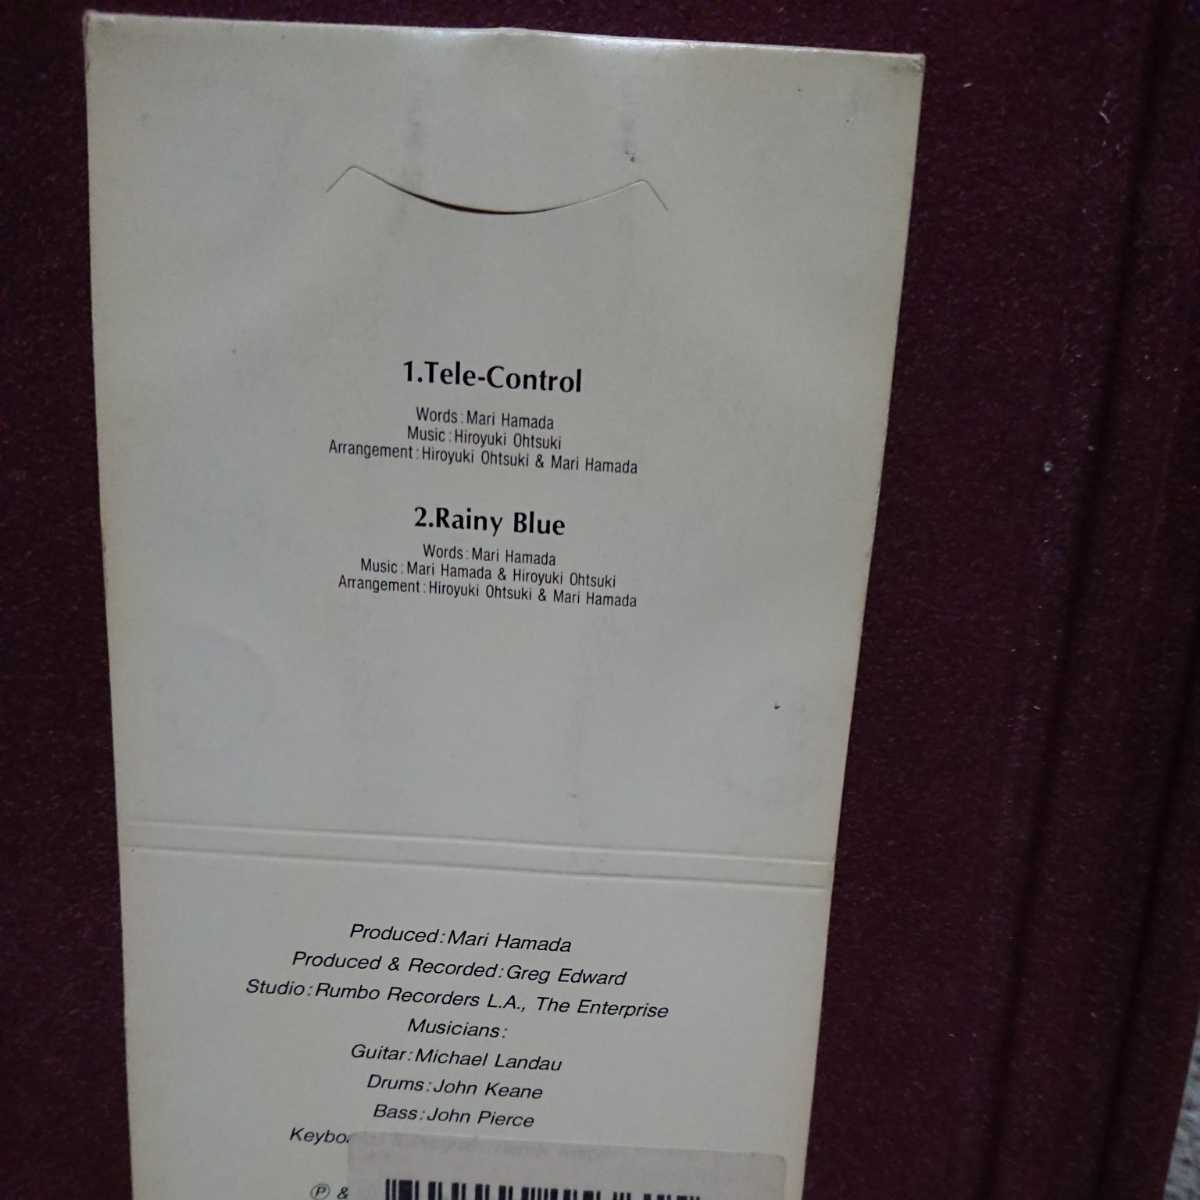 1.Tele-Control
Words:Mari Hamada
Music:Hiroyuki Ohtsuki
Arrangement:Hiroyuki Ohtsuki & Mari Hamada
2.Rainy Blue
Words:Mari Hamada
Music:Mari Hamada & Hiroyuki Ohtsuki
Arrangement:Hiroyuki Ohtsuki & Mari Hamada
Produced:Mari Hamada
Produced & Recorded:Greg Edward
Studio:Rumbo Recorders L.A., The Enterprise
Musicians:
Guitar:Michael Landau
Drums:John Keane
Bass:John Pierce
℗ &